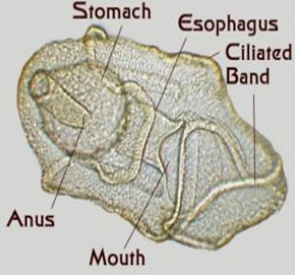 Stomach
Esophagus
Ciliated
Band
Anus
Mouth